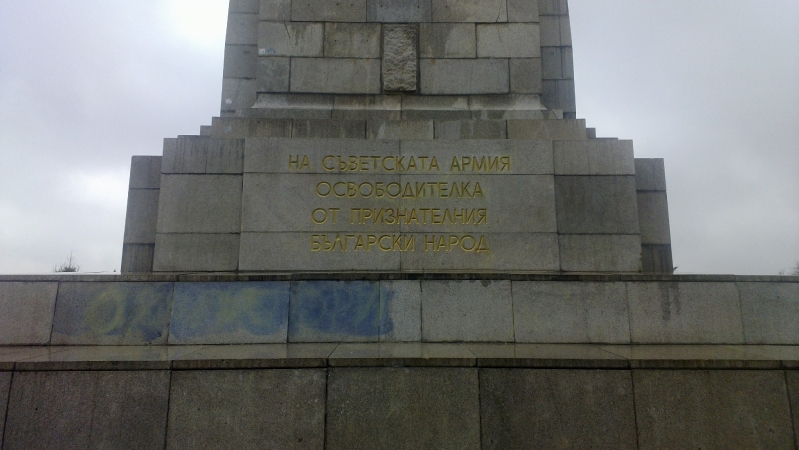 НА СЪВЕТСКАТА АРМИЯ
ОСВОБОДИТЕЛКА
ОТ ПРИЗНАТЕЛНИЯ
БЪЛГАРСКИ НАРОД